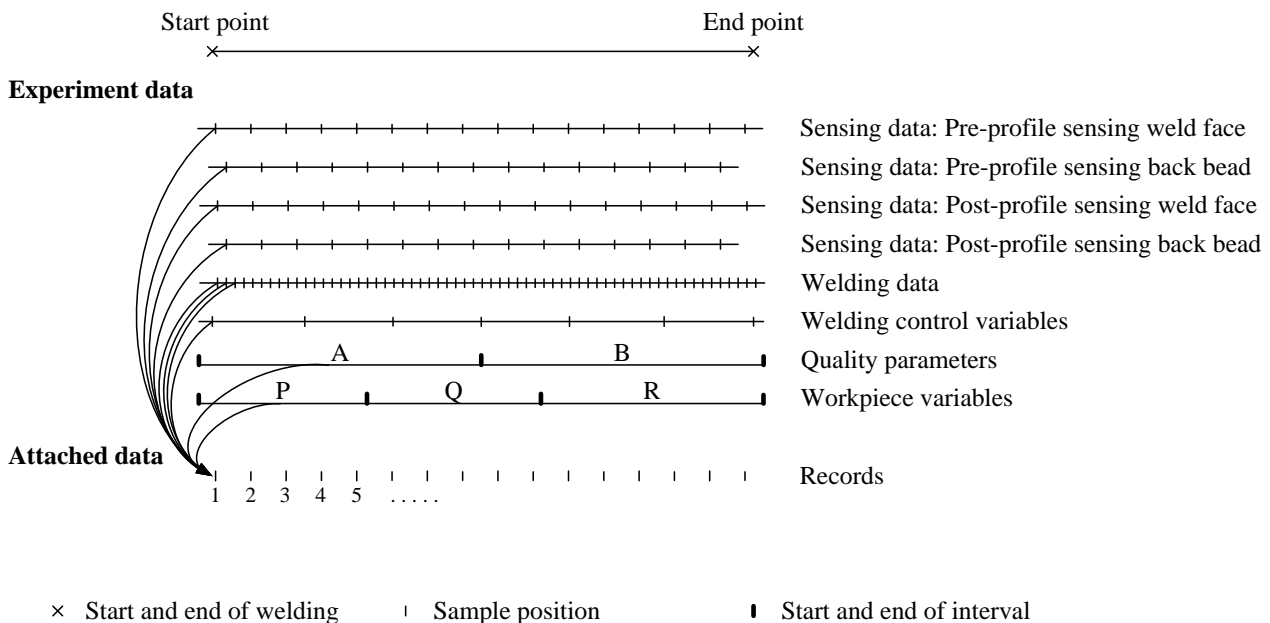 Start point
End point
Experiment data
Sensing data: Pre-profile sensing weld face
Sensing data: Pre-profile sensing back bead
Sensing data: Post-profile sensing weld face
Sensing data: Post-profile sensing back bead
Welding data
Welding control variables
A B Quality parameters
P Q R Workpiece variables
Attached data
Records
1 2 3 4 5 . . . . .
× Start and end of welding
Sample position
Start and end of interval